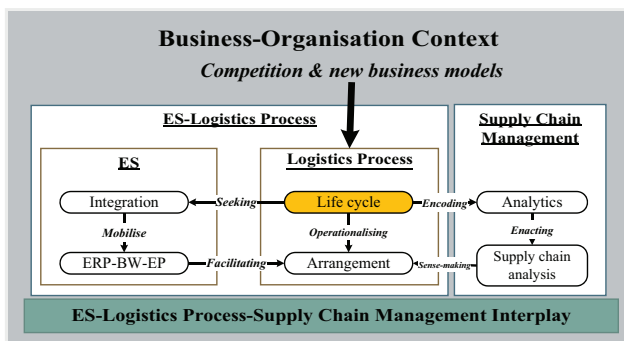 Business-Organisation Context
Competition & new business models
ES-Logistics Process
Supply Chain
Management
ES
Logistics Process
Integration
Seeking
Life cycle
Encoding
Analytics
Mobilise
Operationalising
Enacting
ERP-BW-EP
Facilitating
Arrangement
Sense-making
Supply chain
analysis
ES-Logistics Process-Supply Chain Management Interplay